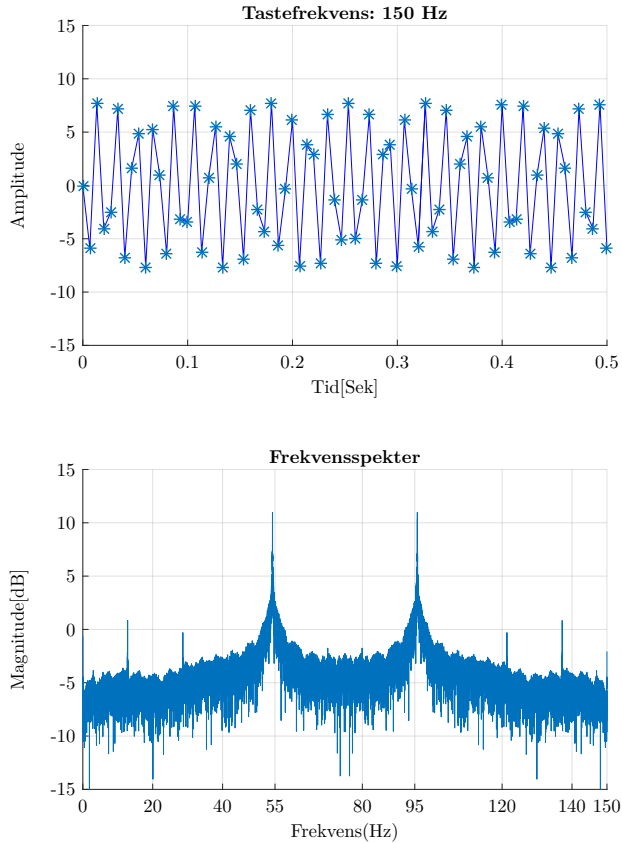 Tastefrekvens: 150 Hz
15
10
5
0
-5
-10
-15
Amplitude
0 0.1 0.2 0.3 0.4 0.5
Tid[Sek]
Frekvensspekter
15
10
5
0
-5
-10
-15
Magnitude[dB]
0 20 40 55 80 95 120 140 150
Frekvens(Hz)